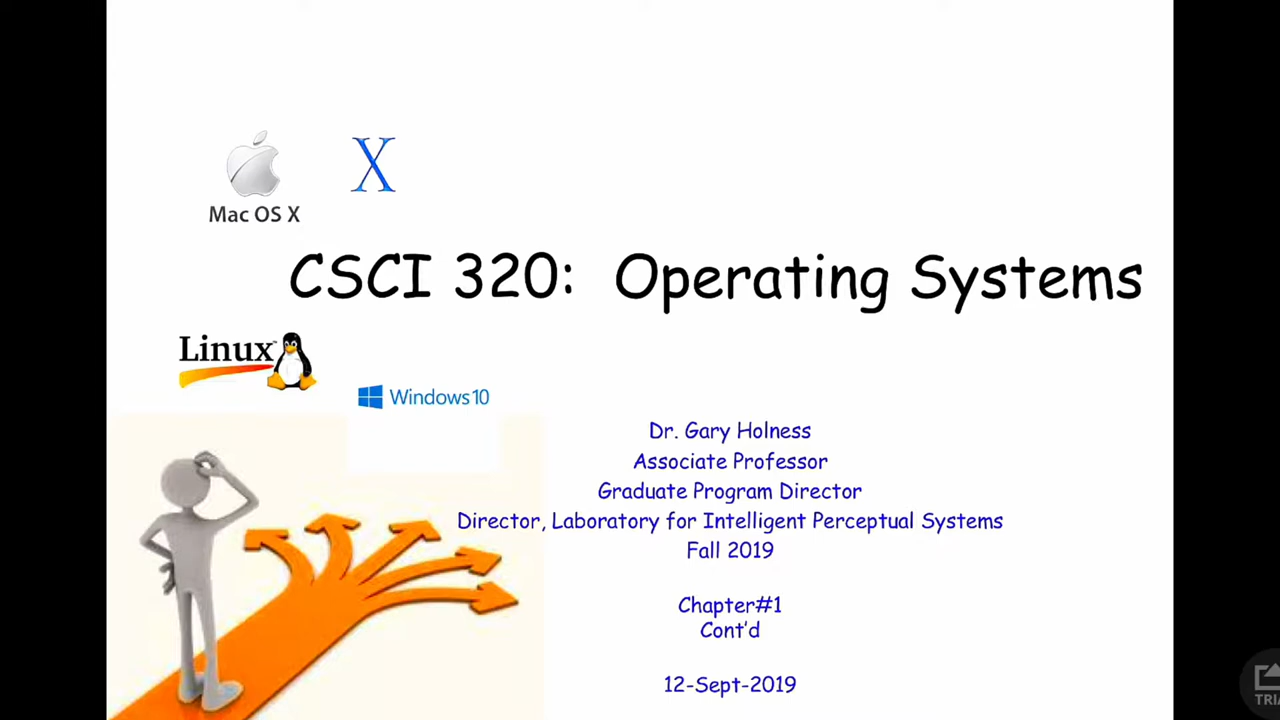 X
Mac OS X
CSCI 320: Operating Systems
Linux™
Windows10
Dr. Gary Holness
Associate Professor
Graduate Program Director
Director, Laboratory for Intelligent Perceptual Systems
Fall 2019
Chapter#1
Cont'd
12-Sept-2019